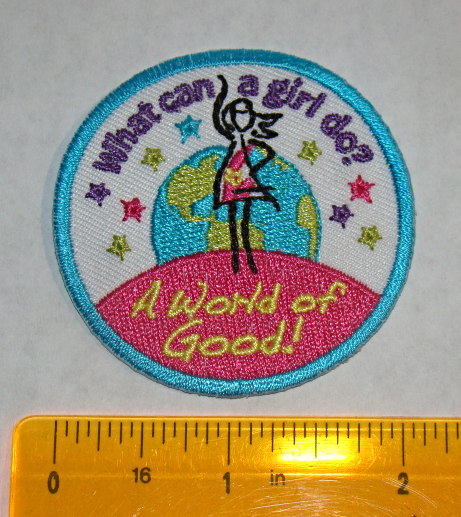 What can a girl do?
A World of
Good!
0 16 1 in 2